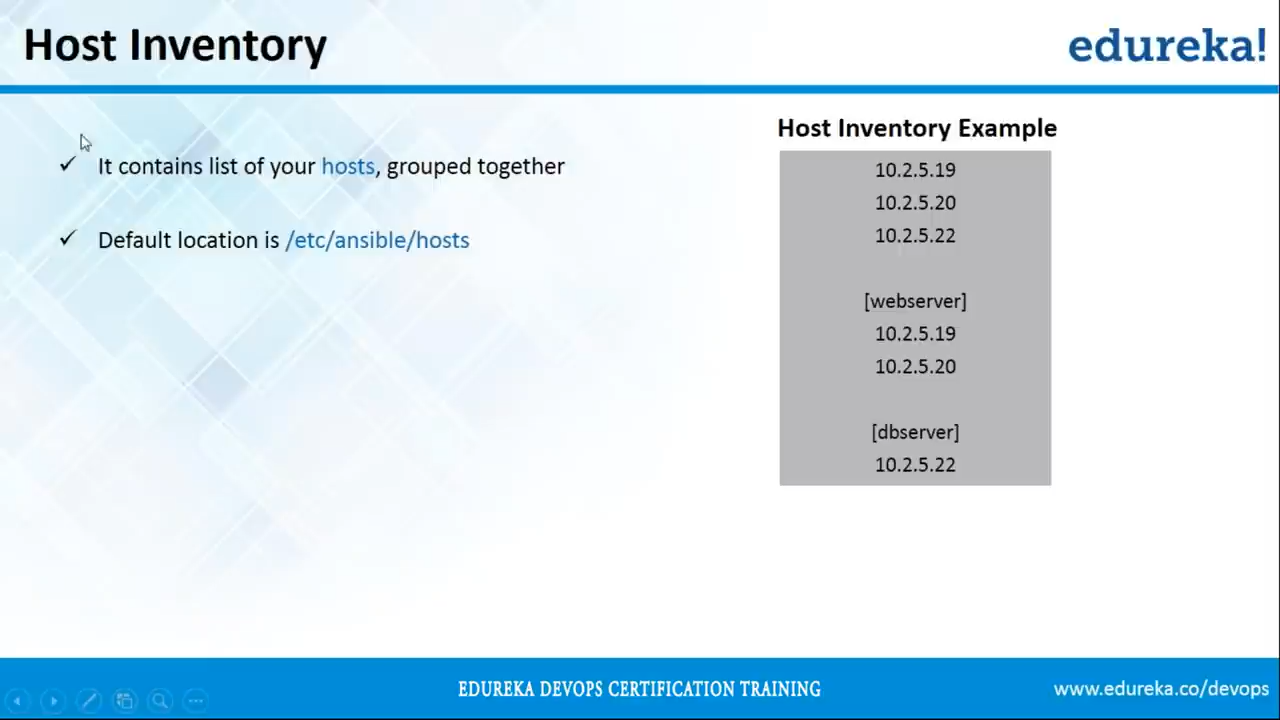 Host Inventory
edureka!
It contains list of your hosts, grouped together
Default location is /etc/ansible/hosts
Host Inventory Example
10.2.5.19
10.2.5.20
10.2.5.22
[webserver]
10.2.5.19
10.2.5.20
[dbserver]
10.2.5.22
EDUREKA DEVOPS CERTIFICATION TRAINING
www.edureka.co/devops